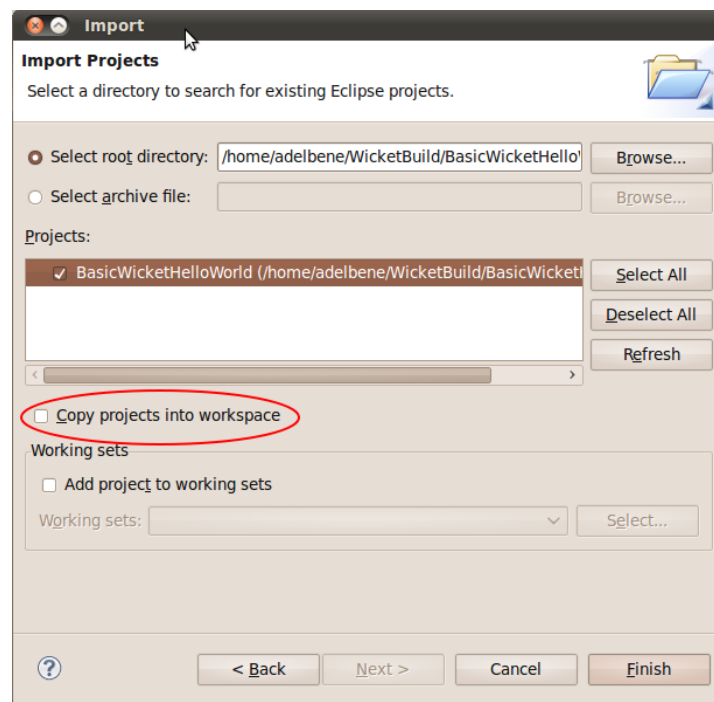 Import
Import Projects
Select a directory to search for existing Eclipse projects.
Select root directory: /home/adelbene/WicketBuild/BasicWicketHello Browse...
Select archive file: Browse...
Projects:
BasicWicketHelloWorld (/home/adelbene/WicketBuild/BasicWicket Select All
Deselect All
Refresh
Copy projects into workspace
Working sets
Add project to working sets
Working sets: Select...
? < Back Next > Cancel Finish